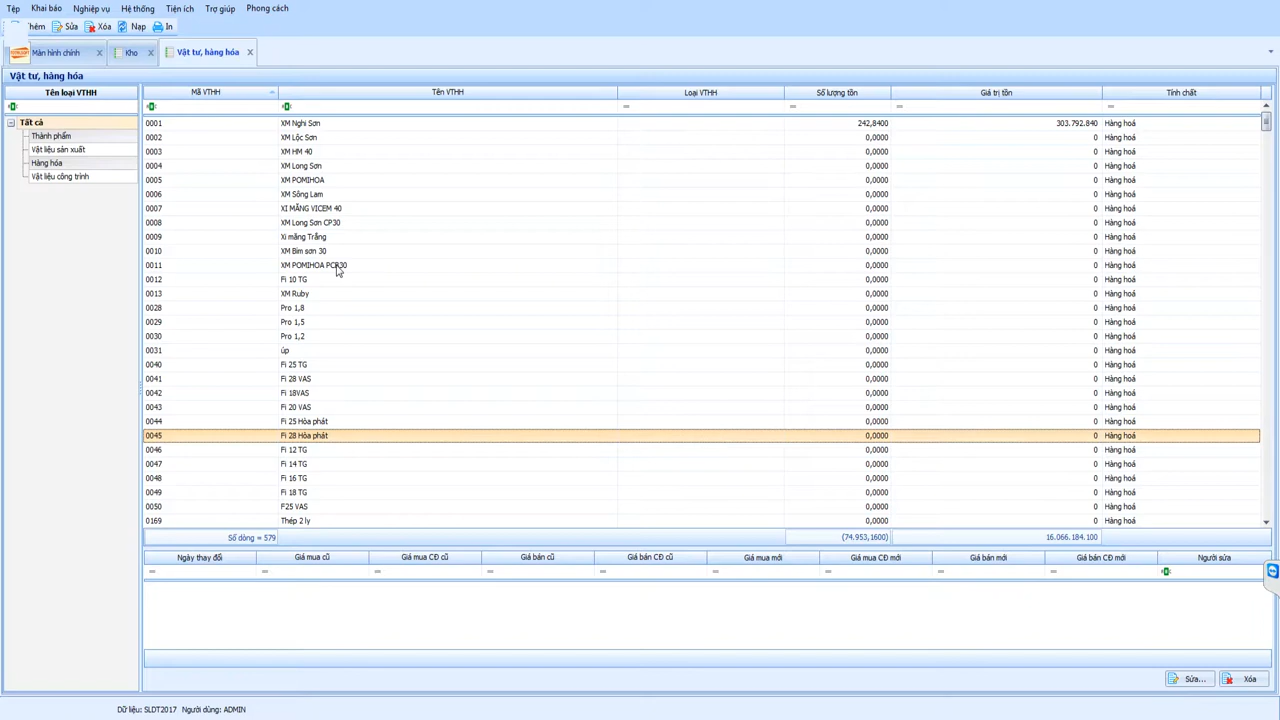 Tệp Khai báo Nghiệp vụ Hệ thống Tiện ích Trợ giúp Phong cách
hêm Sửa Xóa Nạp In
Màn hình chính Kho Vật tư, hàng hóa
Vật tư, hàng hóa
Tên loại VTHH Mã VTHH Tên VTHH Loại VTHH Số lượng tồn Giá trị tồn Tính chất
Tất cả
Thành phẩm
Vật liệu sản xuất
Hàng hóa
Vật liệu công trình
0001 XM Nghi Sơn 242,8400 303.792.840 Hàng hoá
0002 XM Lộc Sơn 0,0000 0 Hàng hoá
0003 XM HM 40 0,0000 0 Hàng hoá
0004 XM Long Sơn 0,0000 0 Hàng hoá
0005 XM POMIHOA 0,0000 0 Hàng hoá
0006 XM Sông Lam 0,0000 0 Hàng hoá
0007 XI MĂNG VICEM 40 0,0000 0 Hàng hoá
0008 XM Long Sơn CP30 0,0000 0 Hàng hoá
0009 Xi măng Trắng 0,0000 0 Hàng hoá
0010 XM Bỉm sơn 30 0,0000 0 Hàng hoá
0011 XM POMIHOA PCB30 0,0000 0 Hàng hoá
0012 Fi 10 TG 0,0000 0 Hàng hoá
0013 XM Ruby 0,0000 0 Hàng hoá
0028 Pro 1,8 0,0000 0 Hàng hoá
0029 Pro 1,5 0,0000 0 Hàng hoá
0030 Pro 1,2 0,0000 0 Hàng hoá
0031 úp 0,0000 0 Hàng hoá
0040 Fi 25 TG 0,0000 0 Hàng hoá
0041 Fi 28 VAS 0,0000 0 Hàng hoá
0042 Fi 18VAS 0,0000 0 Hàng hoá
0043 Fi 20 VAS 0,0000 0 Hàng hoá
0044 Fi 25 Hòa phát 0,0000 0 Hàng hoá
0045 Fi 28 Hòa phát 0,0000 0 Hàng hoá
0046 Fi 12 TG 0,0000 0 Hàng hoá
0047 Fi 14 TG 0,0000 0 Hàng hoá
0048 Fi 16 TG 0,0000 0 Hàng hoá
0049 Fi 18 TG 0,0000 0 Hàng hoá
0050 F25 VAS 0,0000 0 Hàng hoá
0169 Thép 2 ly 0,0000 0 Hàng hoá
Số dòng = 579 (74.953,1600) 16.066.184.100
Ngày thay đổi Giá mua cũ Giá mua CĐ cũ Giá bán cũ Giá bán CĐ cũ Giá mua mới Giá mua CĐ mới Giá bán mới Giá bán CĐ mới Người sửa
Sửa... Xóa
Dữ liệu: SLDT2017 Người dùng: ADMIN